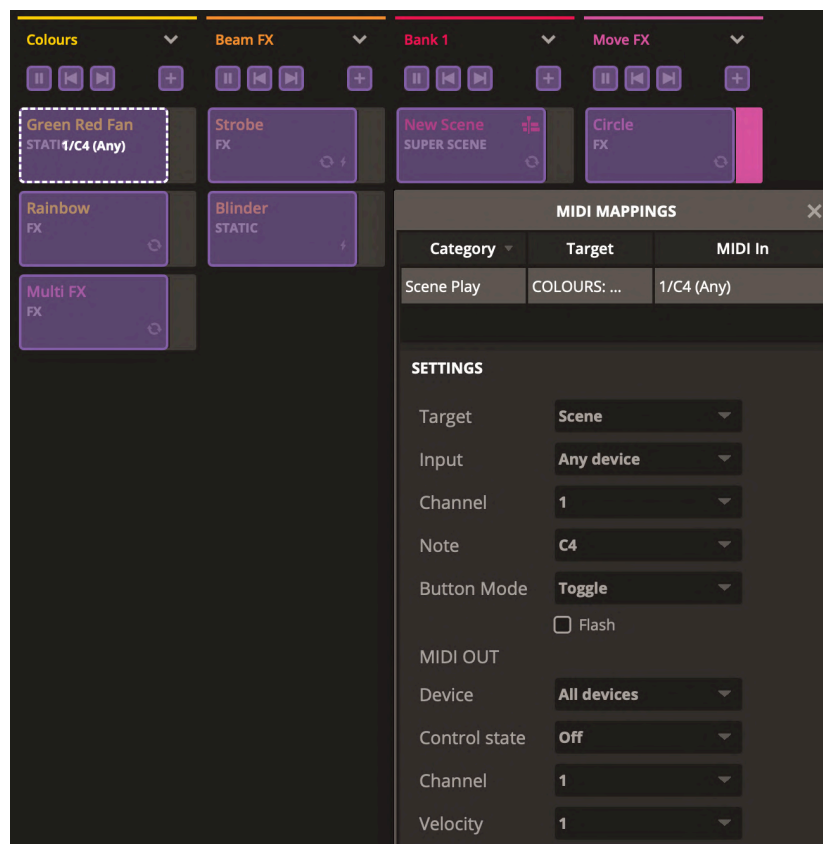 Colours
Beam FX
Bank 1
Move FX
Green Red Fan
STATI 1/C4 (Any)
Strobe
FX
New Scene
SUPER SCENE
Circle
FX
Rainbow
FX
Blinder
STATIC
Multi FX
FX
MIDI MAPPINGS
Category Target MIDI In
Scene Play COLOURS: ... 1/C4 (Any)
SETTINGS
Target Scene
Input Any device
Channel 1
Note C4
Button Mode Toggle
Flash
MIDI OUT
Device All devices
Control state Off
Channel 1
Velocity 1